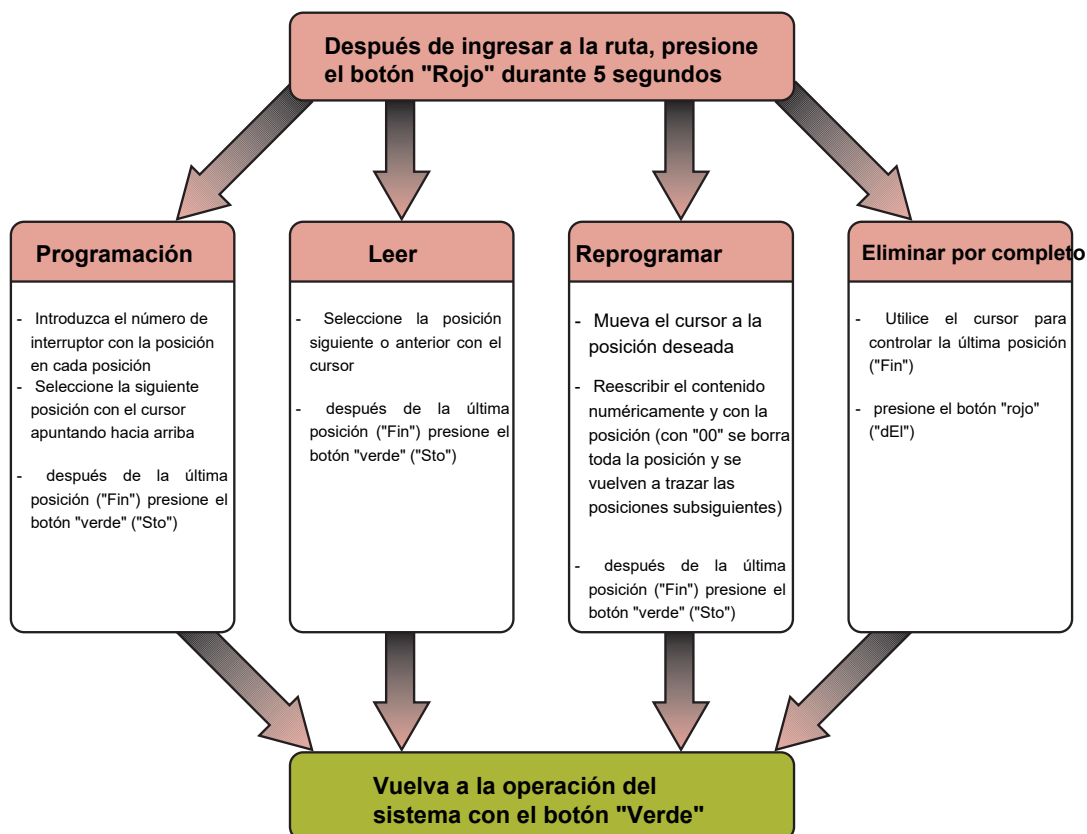 Después de ingresar a la ruta, presione
el botón "Rojo" durante 5 segundos
Programación
- Introduzca el número de
interruptor con la posición
en cada posición
- Seleccione la siguiente
posición con el cursor
apuntando hacia arriba
- después de la última
posición ("Fin") presione el
botón "verde" ("Sto")
Leer
- Seleccione la posición
siguiente o anterior con el
cursor
- después de la última
posición ("Fin") presione el
botón "verde" ("Sto")
Reprogramar
- Mueva el cursor a la
posición deseada
- Reescribir el contenido
numéricamente y con la
posición (con "00" se borra
toda la posición y se
vuelven a trazar las
posiciones subsiguientes)
- después de la última
posición ("Fin") presione el
botón "verde" ("Sto")
Eliminar por completo
- Utilice el cursor para
controlar la última posición
("Fin")
- presione el botón "rojo"
("dEl")
Vuelva a la operación del
sistema con el botón "Verde"